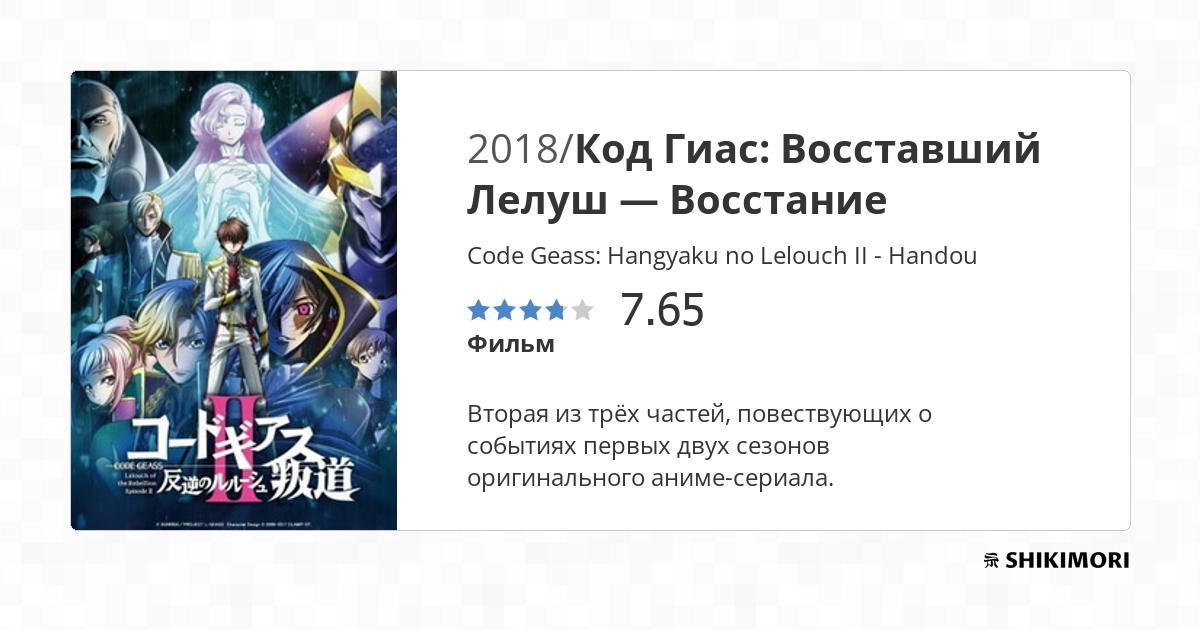 2018/Код Гиас: Восставший
Лелуш — Восстание
Code Geass: Hangyaku no Lelouch II - Handou
7.65
Фильм
Вторая из трёх частей, повествующих о
событиях первых двух сезонов
оригинального аниме-сериала.
II
コードギアス
CODE GEASS
Lelouch of
the Rebellion
Episode II
反逆のルルーシュ
叛道
SHIKIMORI